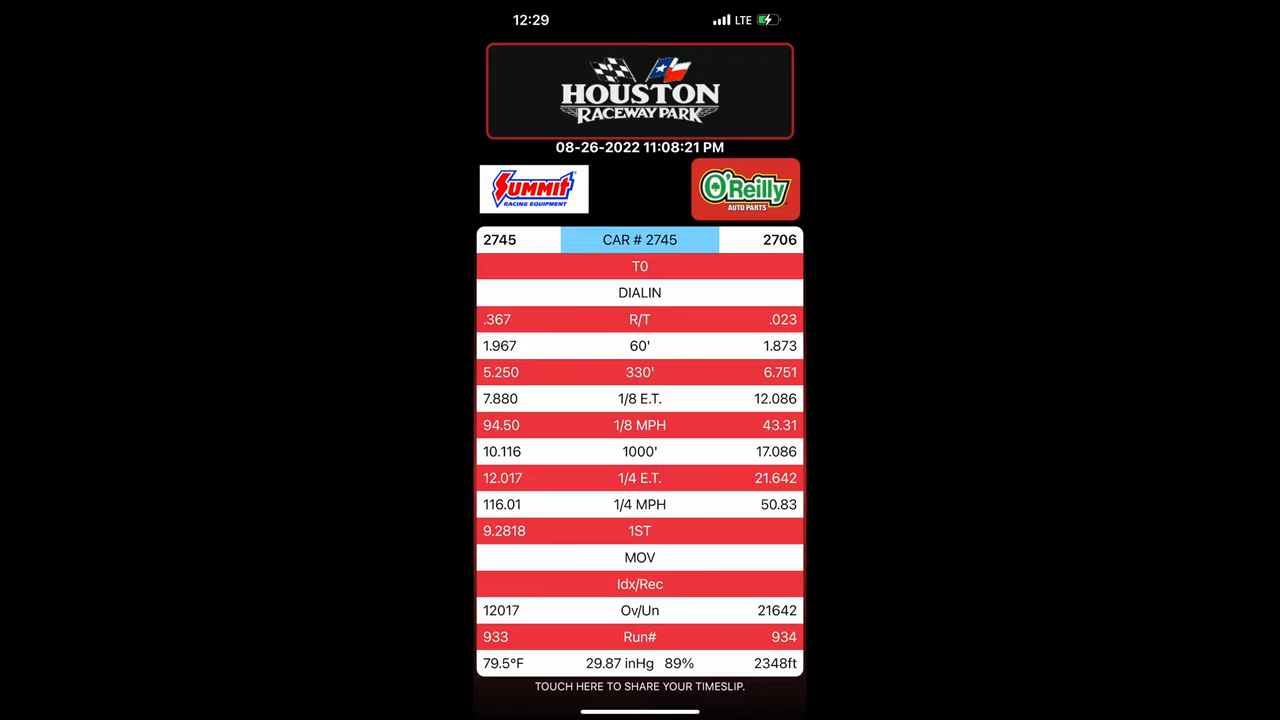 12:29 LTE
HOUSTON
RACEWAY PARK
08-26-2022 11:08:21 PM
SUMMIT
RACING EQUIPMENT
O'Reilly
AUTO PARTS
2745 CAR # 2745 2706
T0
DIALIN
.367 R/T .023
1.967 60' 1.873
5.250 330' 6.751
7.880 1/8 E.T. 12.086
94.50 1/8 MPH 43.31
10.116 1000' 17.086
12.017 1/4 E.T. 21.642
116.01 1/4 MPH 50.83
9.2818 1ST
MOV
Idx/Rec
12017 Ov/Un 21642
933 Run# 934
79.5°F 29.87 inHg 89% 2348ft
TOUCH HERE TO SHARE YOUR TIMESLIP.